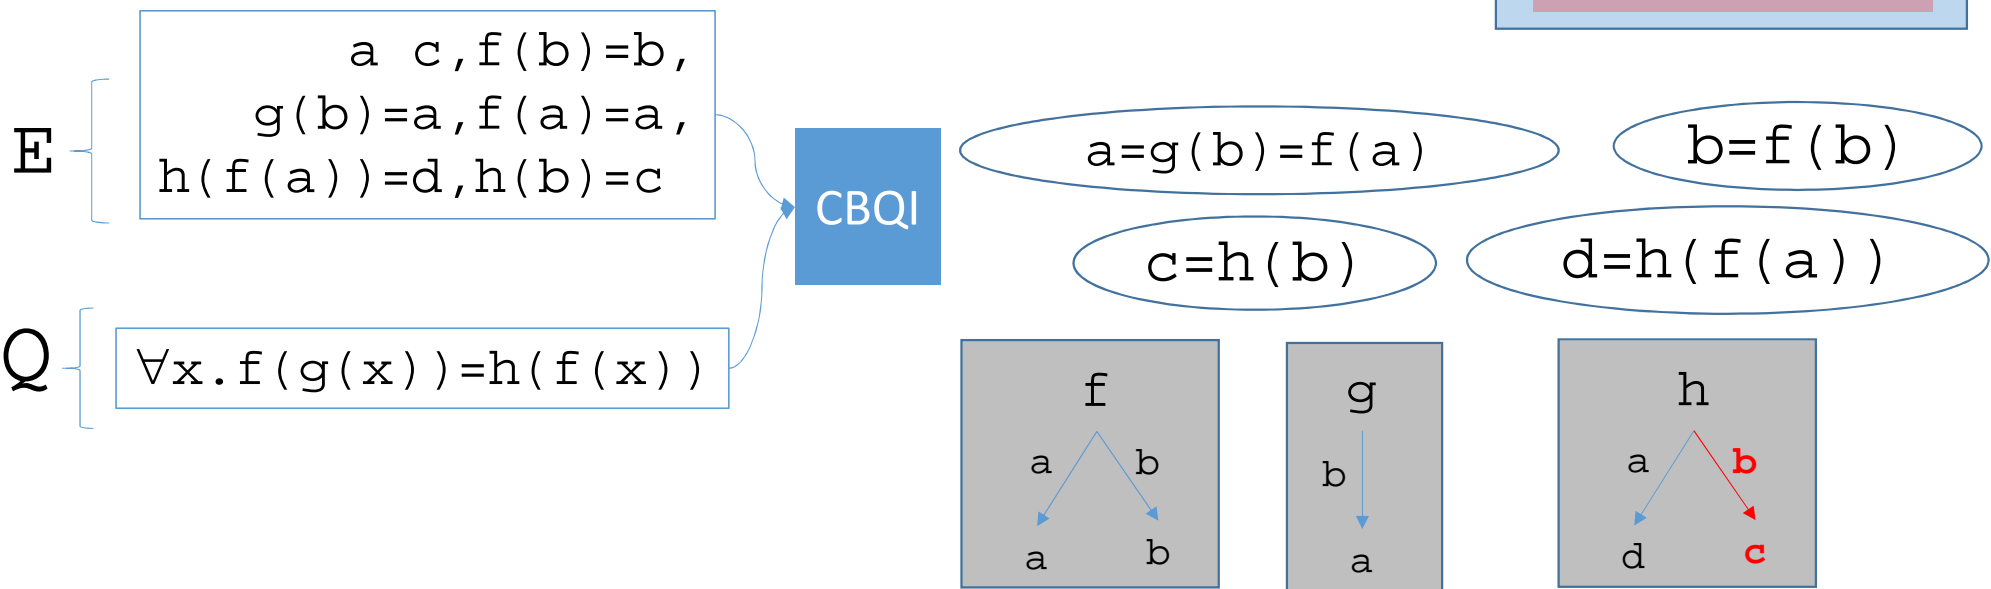 E
a c,f(b)=b,
g(b)=a,f(a)=a,
h(f(a))=d,h(b)=c
Q
∀x.f(g(x))=h(f(x))
CBQI
a=g(b)=f(a)
b=f(b)
c=h(b)
d=h(f(a))
f
a b
a b
g
b
a
h
a b
d c